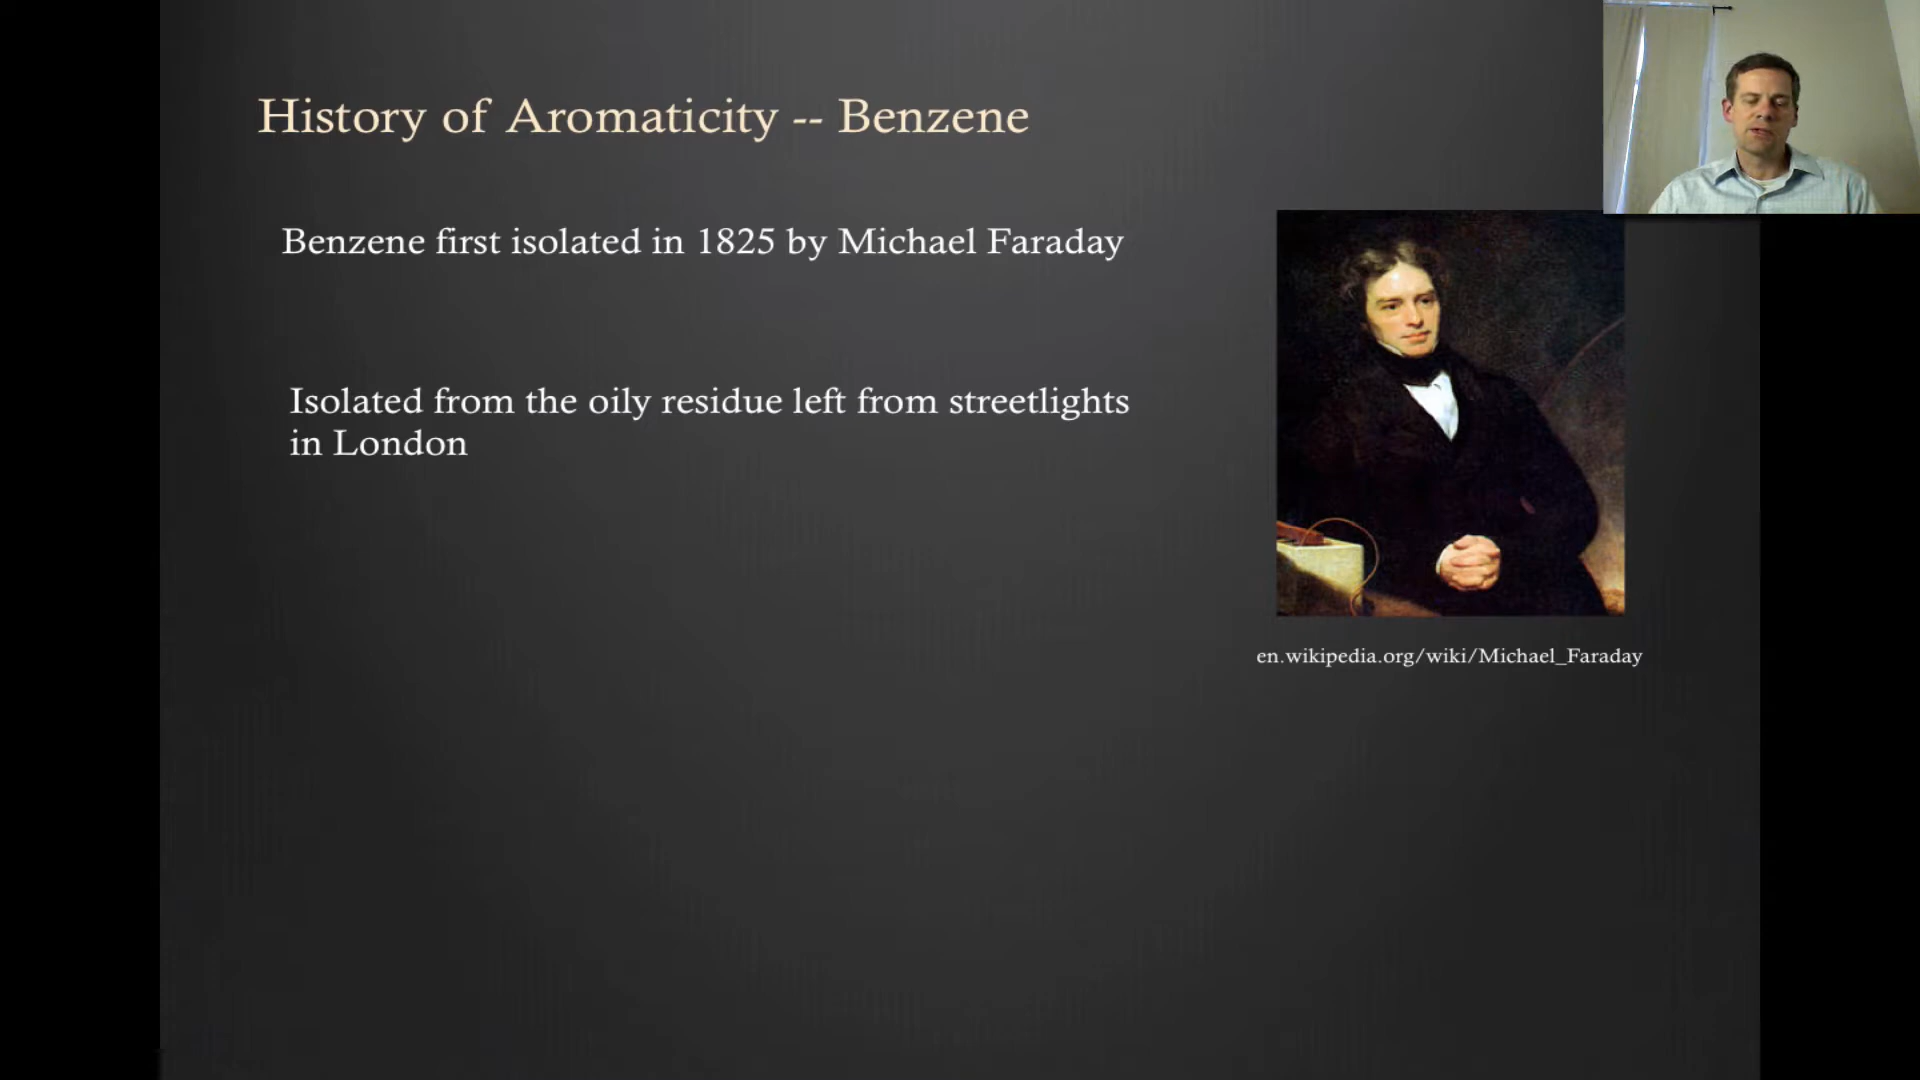 History of Aromaticity -- Benzene
Benzene first isolated in 1825 by Michael Faraday
Isolated from the oily residue left from streetlights
in London
en.wikipedia.org/wiki/Michael_Faraday